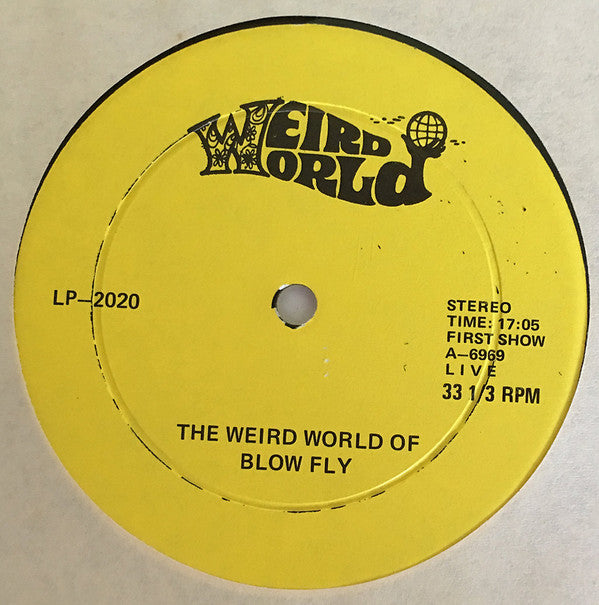 WEIRD
WORLD
LP-2020
STEREO
TIME: 17:05
FIRST SHOW
A-6969
LIVE
33 1/3 RPM
THE WEIRD WORLD OF
BLOW FLY